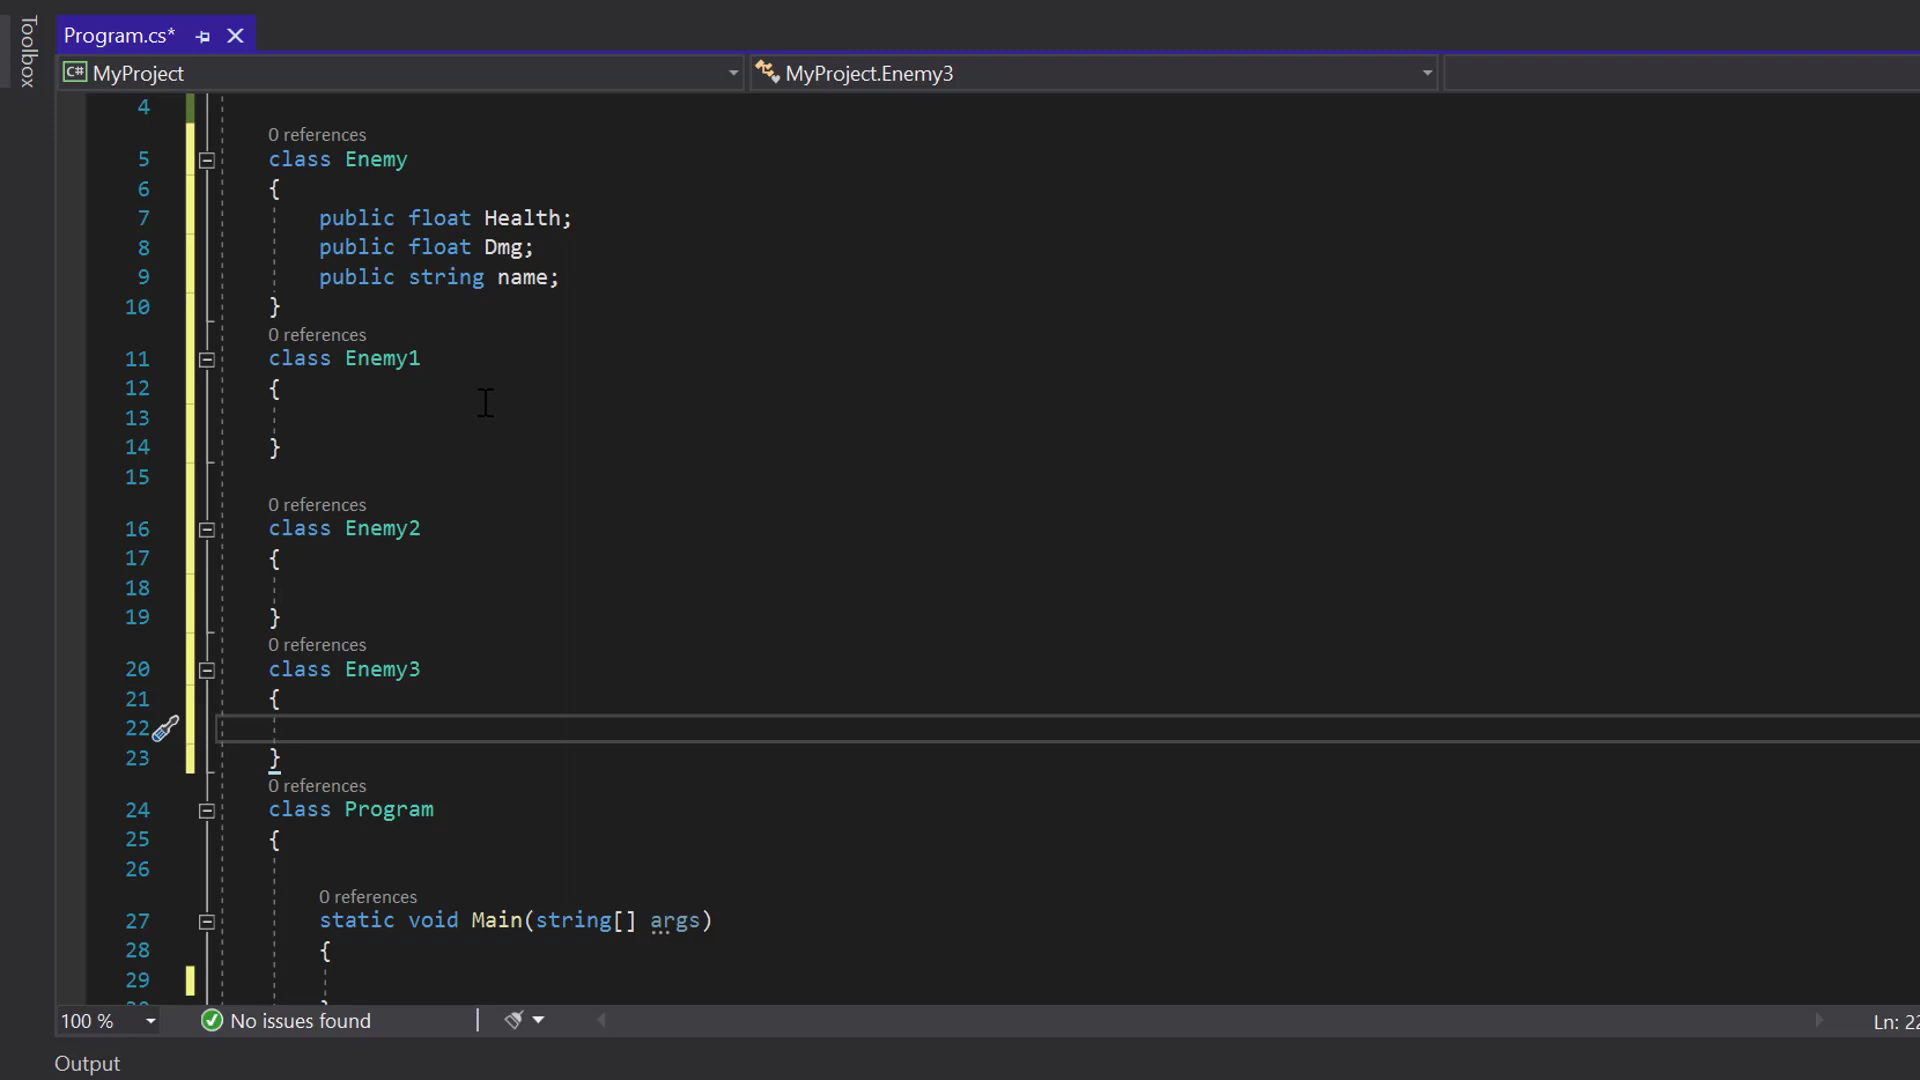 Toolbox
Program.cs*
C# MyProject
MyProject.Enemy3
4
0 references
5 class Enemy
6 {
7 public float Health;
8 public float Dmg;
9 public string name;
10 }
0 references
11 class Enemy1
12 {
13
14 }
15
0 references
16 class Enemy2
17 {
18
19 }
0 references
20 class Enemy3
21 {
22
23 }
0 references
24 class Program
25 {
26
0 references
27 static void Main(string[] args)
28 {
29
100 % No issues found Ln: 22
Output